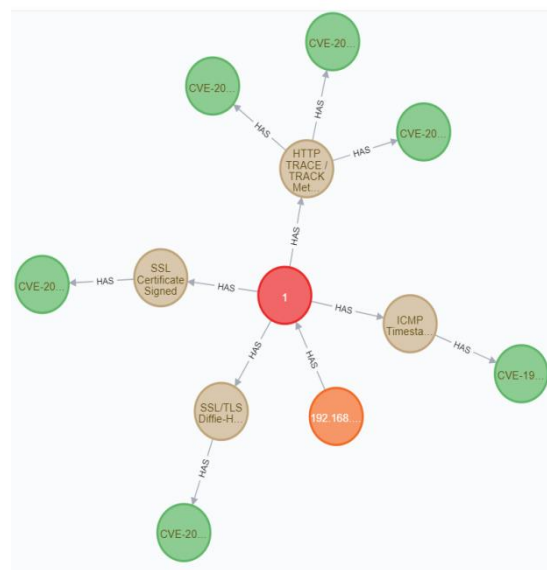 CVE-20...
CVE-20...
HAS
CVE-20...
HAS
HAS
HTTP
TRACE /
TRACK
Met...
HAS
SSL
Certificate
Signed
HAS
CVE-20...
HAS
1
HAS
ICMP
Timesta...
HAS
CVE-19...
HAS
HAS
SSL/TLS
Diffie-H...
192.168....
HAS
CVE-20...